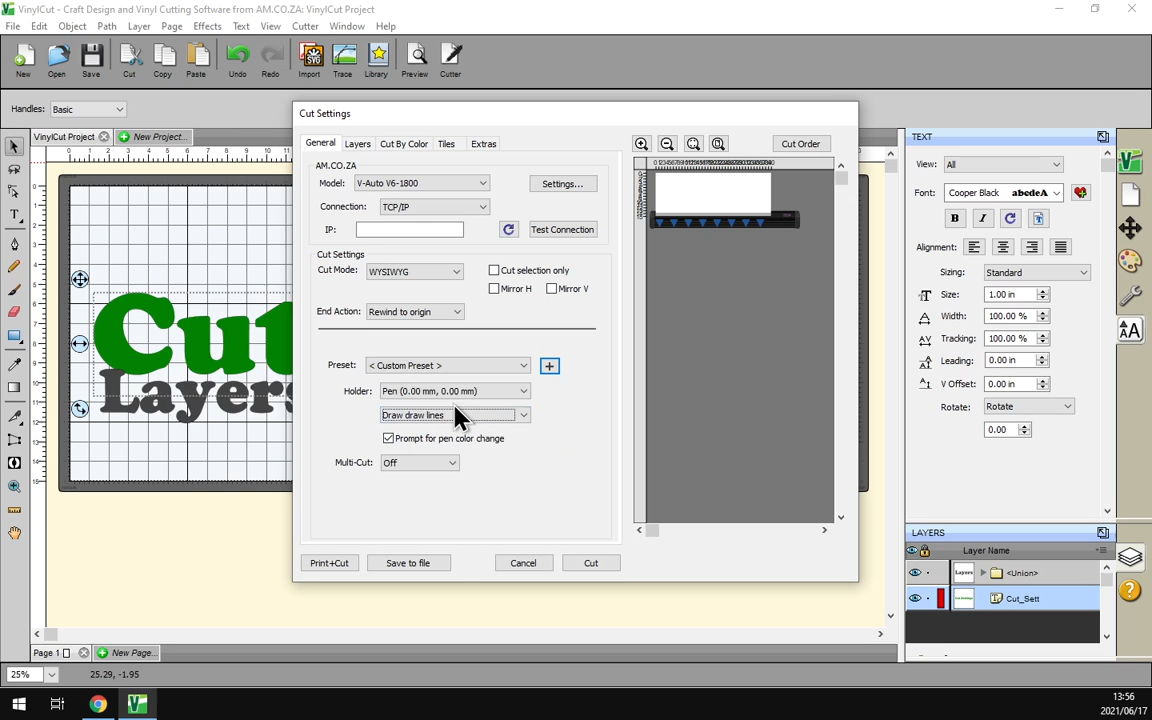 VinylCut - Craft Design and Vinyl Cutting Software from AM.CO.ZA: VinylCut Project
File Edit Object Path Layer Page Effects Text View Cutter Window Help
New Open Save Cut Copy Paste Undo Redo Import Trace Library Preview Cutter
Handles: Basic
VinylCut Project New Project...
Cut
Layers
Cut Settings
General Layers Cut By Color Tiles Extras
Cut Order
AM.CO.ZA
Model: V-Auto V6-1800 Settings...
Connection: TCP/IP
IP: Test Connection
Cut Settings
Cut Mode: WYSIWYG Cut selection only
Mirror H Mirror V
End Action: Rewind to origin
Preset: < Custom Preset >
Holder: Pen (0.00 mm, 0.00 mm)
Draw draw lines
Prompt for pen color change
Multi-Cut: Off
Print+Cut Save to file Cancel Cut
TEXT
View: All
Font: Cooper Black abcdeA
B I
Alignment:
Sizing: Standard
Size: 1.00 in
Width: 100.00 %
Tracking: 100.00 %
Leading: 0.00 in
V Offset: 0.00 in
Rotate: Rotate
0.00
LAYERS
Layer Name
Layers <Union>
Cut_Sett
Page 1 New Page...
25% 25.29, -1.95
13:56
2021/06/17